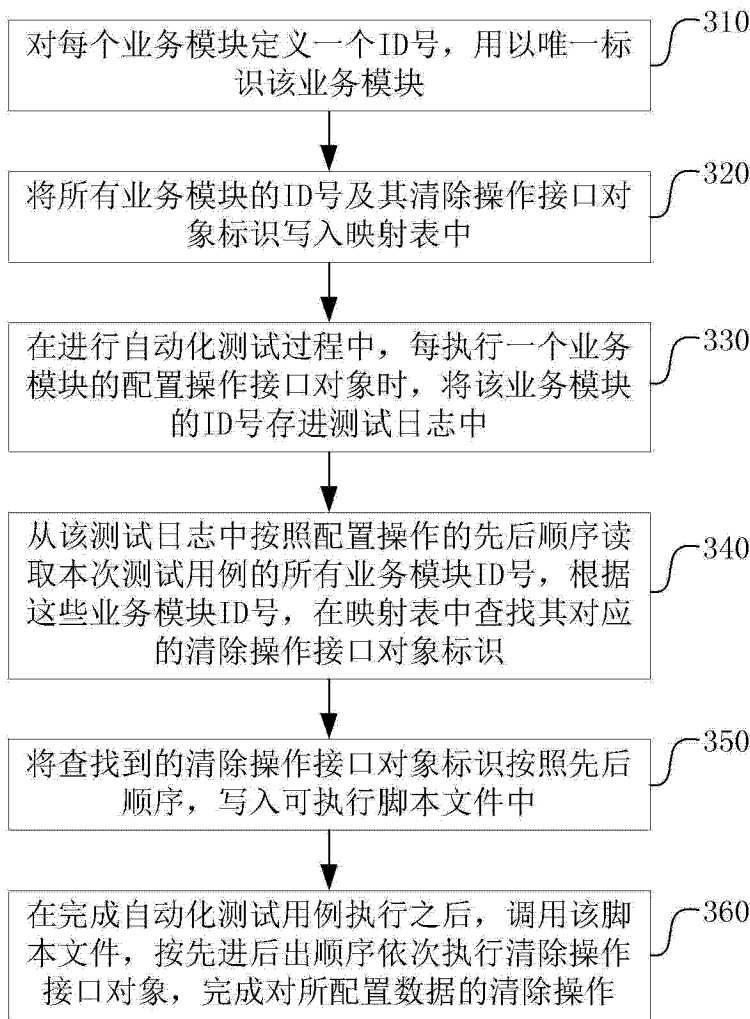 对每个业务模块定义一个ID号，用以唯一标
识该业务模块
310
将所有业务模块的ID号及其清除操作接口对
象标识写入映射表中
320
在进行自动化测试过程中，每执行一个业务
模块的配置操作接口对象时，将该业务模块
的ID号存进测试日志中
330
从该测试日志中按照配置操作的先后顺序读
取本次测试用例的所有业务模块ID号，根据
这些业务模块ID号，在映射表中查找其对应
的清除操作接口对象标识
340
将查找到的清除操作接口对象标识按照先后
顺序，写入可执行脚本文件中
350
在完成自动化测试用例执行之后，调用该脚
本文件，按先进后出顺序依次执行清除操作
接口对象，完成对所配置数据的清除操作
360